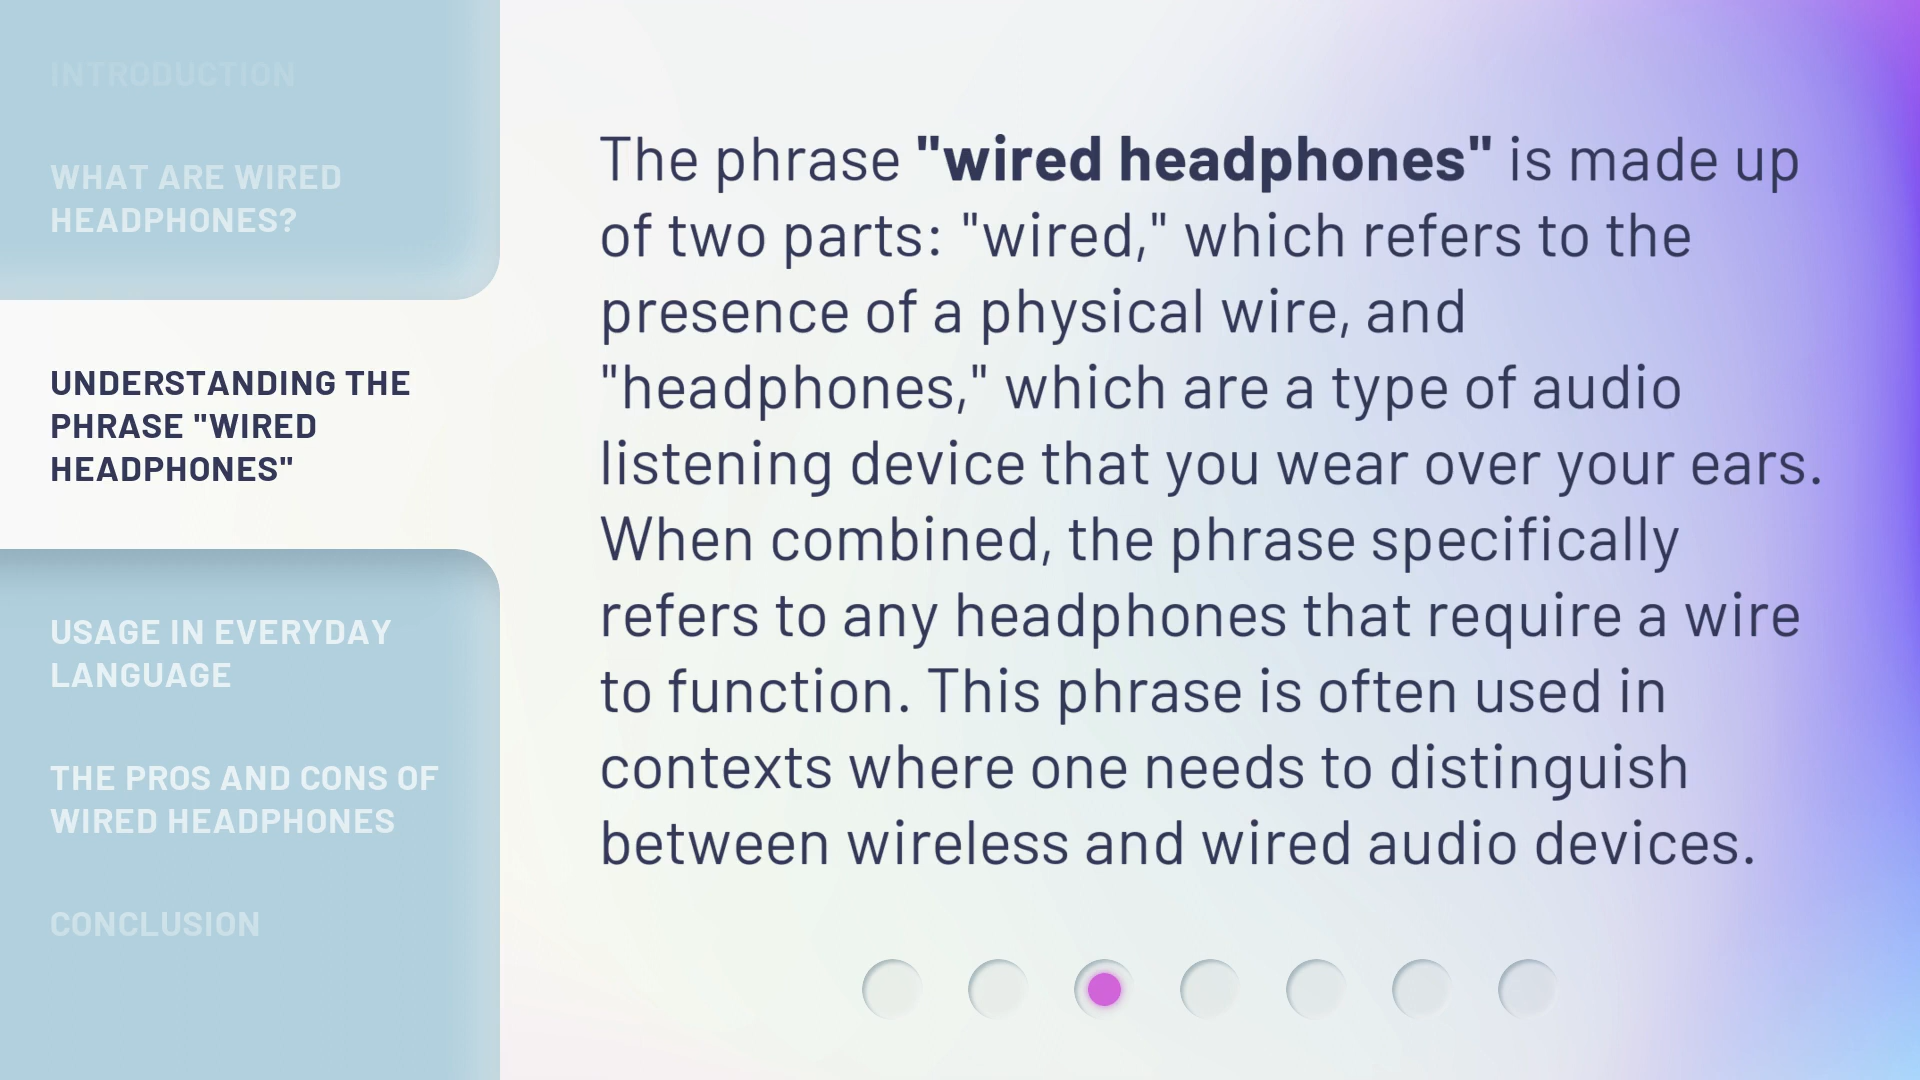 INTRODUCTION
WHAT ARE WIRED
HEADPHONES?
UNDERSTANDING THE
PHRASE "WIRED
HEADPHONES"
USAGE IN EVERYDAY
LANGUAGE
THE PROS AND CONS OF
WIRED HEADPHONES
CONCLUSION
The phrase "wired headphones" is made up
of two parts: "wired," which refers to the
presence of a physical wire, and
"headphones," which are a type of audio
listening device that you wear over your ears.
When combined, the phrase specifically
refers to any headphones that require a wire
to function. This phrase is often used in
contexts where one needs to distinguish
between wireless and wired audio devices.